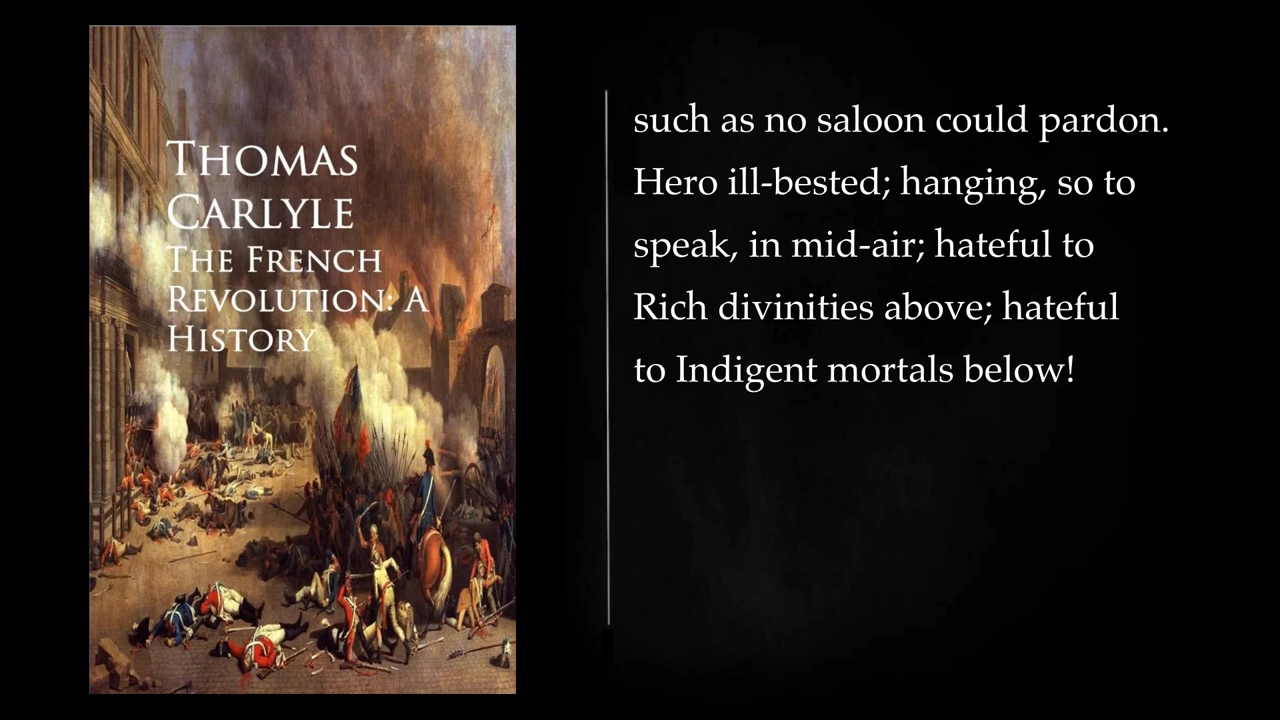 THOMAS
CARLYLE
THE FRENCH
REVOLUTION: A
HISTORY
such as no saloon could pardon.
Hero ill-bested; hanging, so to
speak, in mid-air; hateful to
Rich divinities above; hateful
to Indigent mortals below!